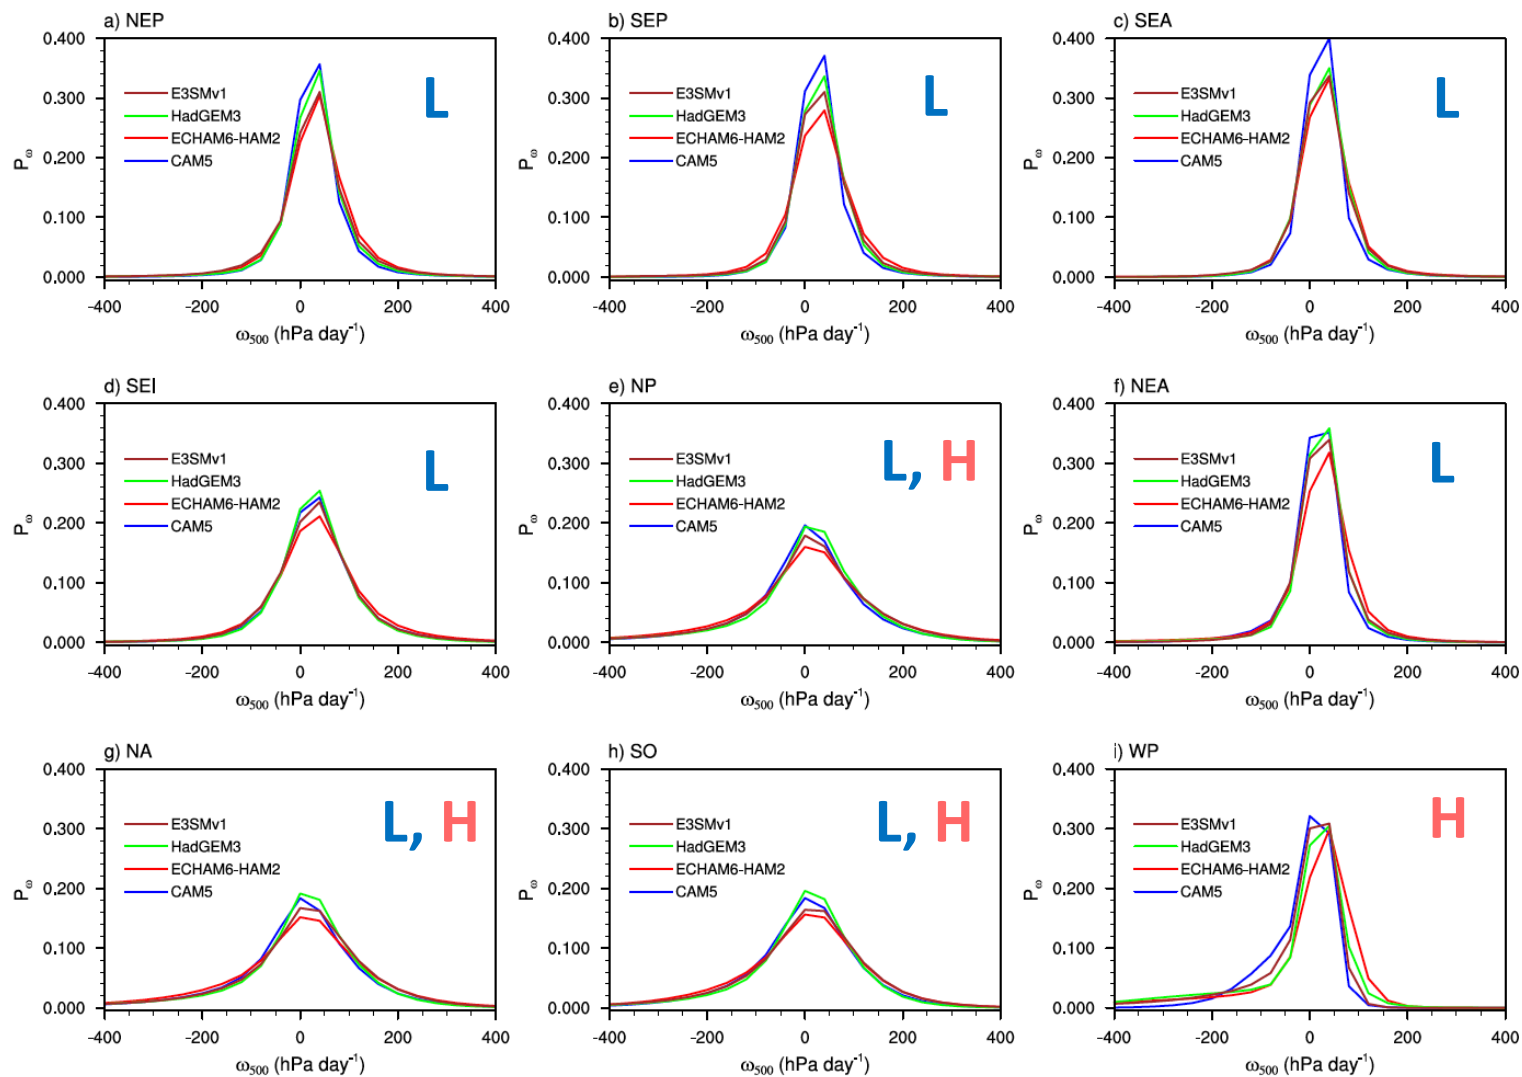 a) NEP
0.400
0.300
0.200
0.100
0.000
Pω
E3SMv1
HadGEM3
ECHAM6-HAM2
CAM5
L
-400 -200 0 200 400
ω500 (hPa day-1)
b) SEP
0.400
0.300
0.200
0.100
0.000
Pω
E3SMv1
HadGEM3
ECHAM6-HAM2
CAM5
L
-400 -200 0 200 400
ω500 (hPa day-1)
c) SEA
0.400
0.300
0.200
0.100
0.000
Pω
E3SMv1
HadGEM3
ECHAM6-HAM2
CAM5
L
-400 -200 0 200 400
ω500 (hPa day-1)
d) SEI
0.400
0.300
0.200
0.100
0.000
Pω
E3SMv1
HadGEM3
ECHAM6-HAM2
CAM5
L
-400 -200 0 200 400
ω500 (hPa day-1)
e) NP
0.400
0.300
0.200
0.100
0.000
Pω
E3SMv1
HadGEM3
ECHAM6-HAM2
CAM5
L, H
-400 -200 0 200 400
ω500 (hPa day-1)
f) NEA
0.400
0.300
0.200
0.100
0.000
Pω
E3SMv1
HadGEM3
ECHAM6-HAM2
CAM5
L
-400 -200 0 200 400
ω500 (hPa day-1)
g) NA
0.400
0.300
0.200
0.100
0.000
Pω
E3SMv1
HadGEM3
ECHAM6-HAM2
CAM5
L, H
-400 -200 0 200 400
ω500 (hPa day-1)
h) SO
0.400
0.300
0.200
0.100
0.000
Pω
E3SMv1
HadGEM3
ECHAM6-HAM2
CAM5
L, H
-400 -200 0 200 400
ω500 (hPa day-1)
i) WP
0.400
0.300
0.200
0.100
0.000
Pω
E3SMv1
HadGEM3
ECHAM6-HAM2
CAM5
H
-400 -200 0 200 400
ω500 (hPa day-1)